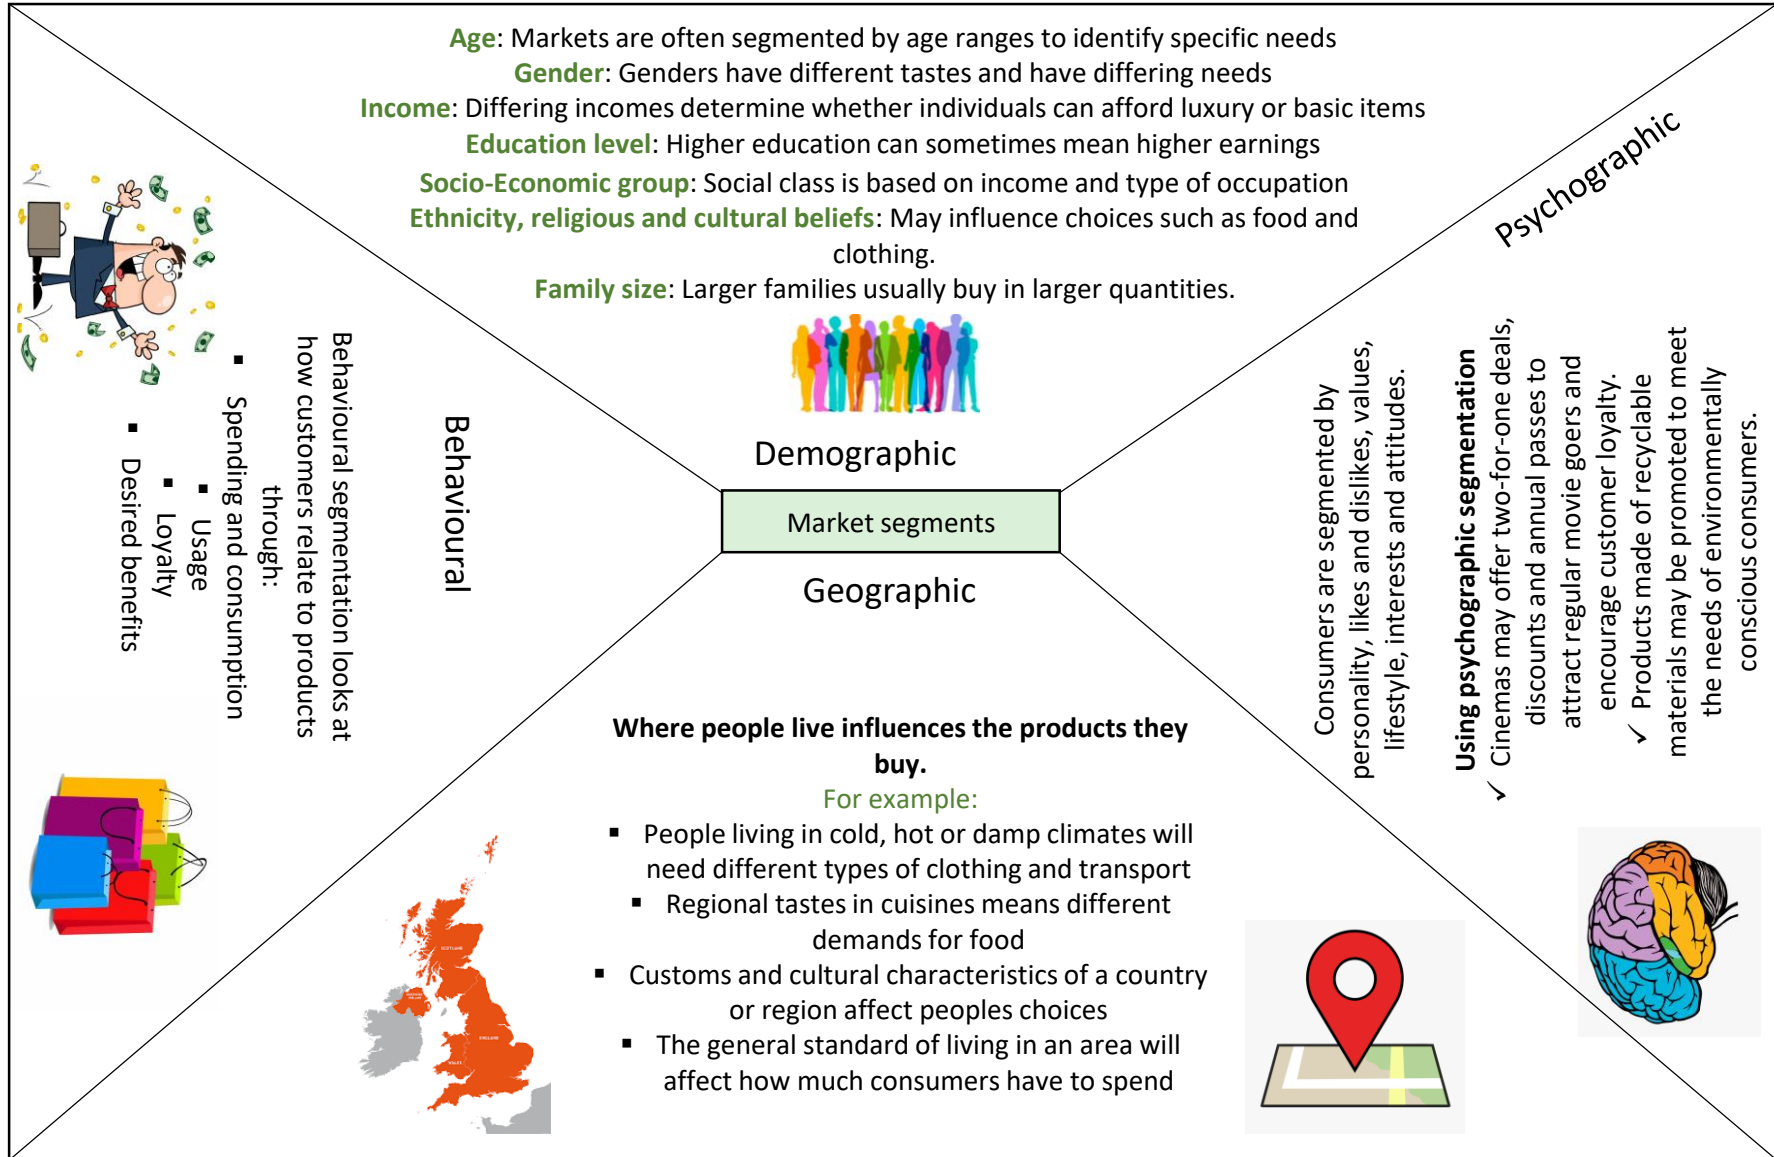 Age: Markets are often segmented by age ranges to identify specific needs
Gender: Genders have different tastes and have differing needs
Income: Differing incomes determine whether individuals can afford luxury or basic items
Education level: Higher education can sometimes mean higher earnings
Socio-Economic group: Social class is based on income and type of occupation
Ethnicity, religious and cultural beliefs: May influence choices such as food and
clothing.
Family size: Larger families usually buy in larger quantities.
Demographic
Market segments
Geographic
Where people live influences the products they
buy.
For example:
▪ People living in cold, hot or damp climates will
need different types of clothing and transport
▪ Regional tastes in cuisines means different
demands for food
▪ Customs and cultural characteristics of a country
or region affect peoples choices
▪ The general standard of living in an area will
affect how much consumers have to spend
Behavioural
Behavioural segmentation looks at
how customers relate to products
through:
▪ Spending and consumption
▪ Usage
▪ Loyalty
▪ Desired benefits
Psychographic
Consumers are segmented by
personality, likes and dislikes, values,
lifestyle, interests and attitudes.
Using psychographic segmentation
✓ Cinemas may offer two-for-one deals,
discounts and annual passes to
attract regular movie goers and
encourage customer loyalty.
✓ Products made of recyclable
materials may be promoted to meet
the needs of environmentally
conscious consumers.
SCOTLAND
ENGLAND
WALES